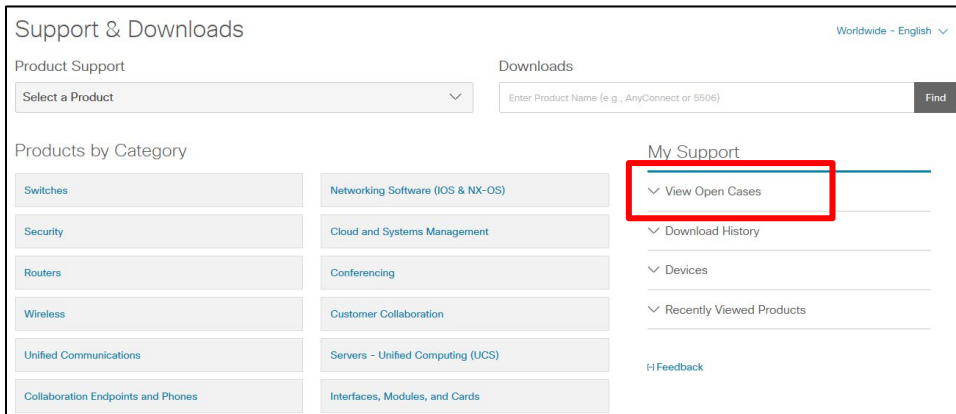 Support & Downloads
Worldwide - English
Product Support
Downloads
Select a Product
Enter Product Name (e.g., AnyConnect or 5506)
Find
Products by Category
My Support
Switches
Networking Software (IOS & NX-OS)
View Open Cases
Security
Cloud and Systems Management
Download History
Routers
Conferencing
Devices
Wireless
Customer Collaboration
Recently Viewed Products
Unified Communications
Servers - Unified Computing (UCS)
[-] Feedback
Collaboration Endpoints and Phones
Interfaces, Modules, and Cards